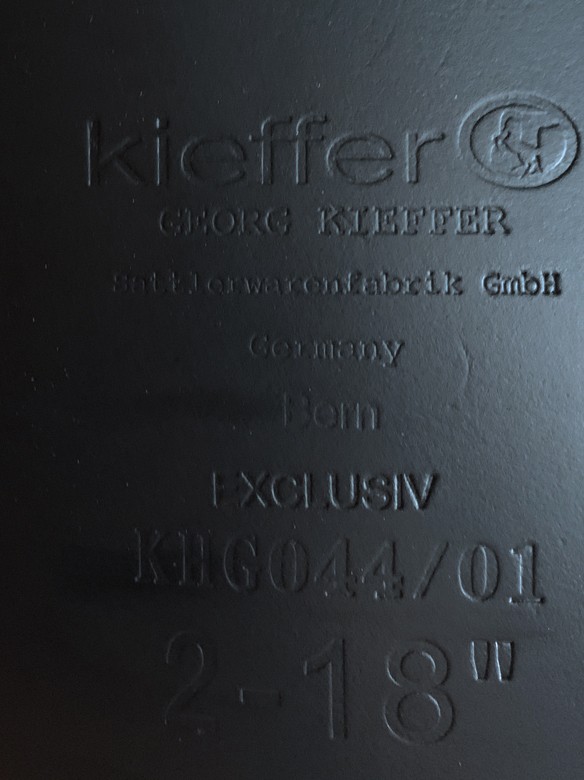 kieffer
GEORG KIEFFER
Sattlerwarenfabrik GmbH
Germany
Bern
EXCLUSIV
KHG044/01
2-18"